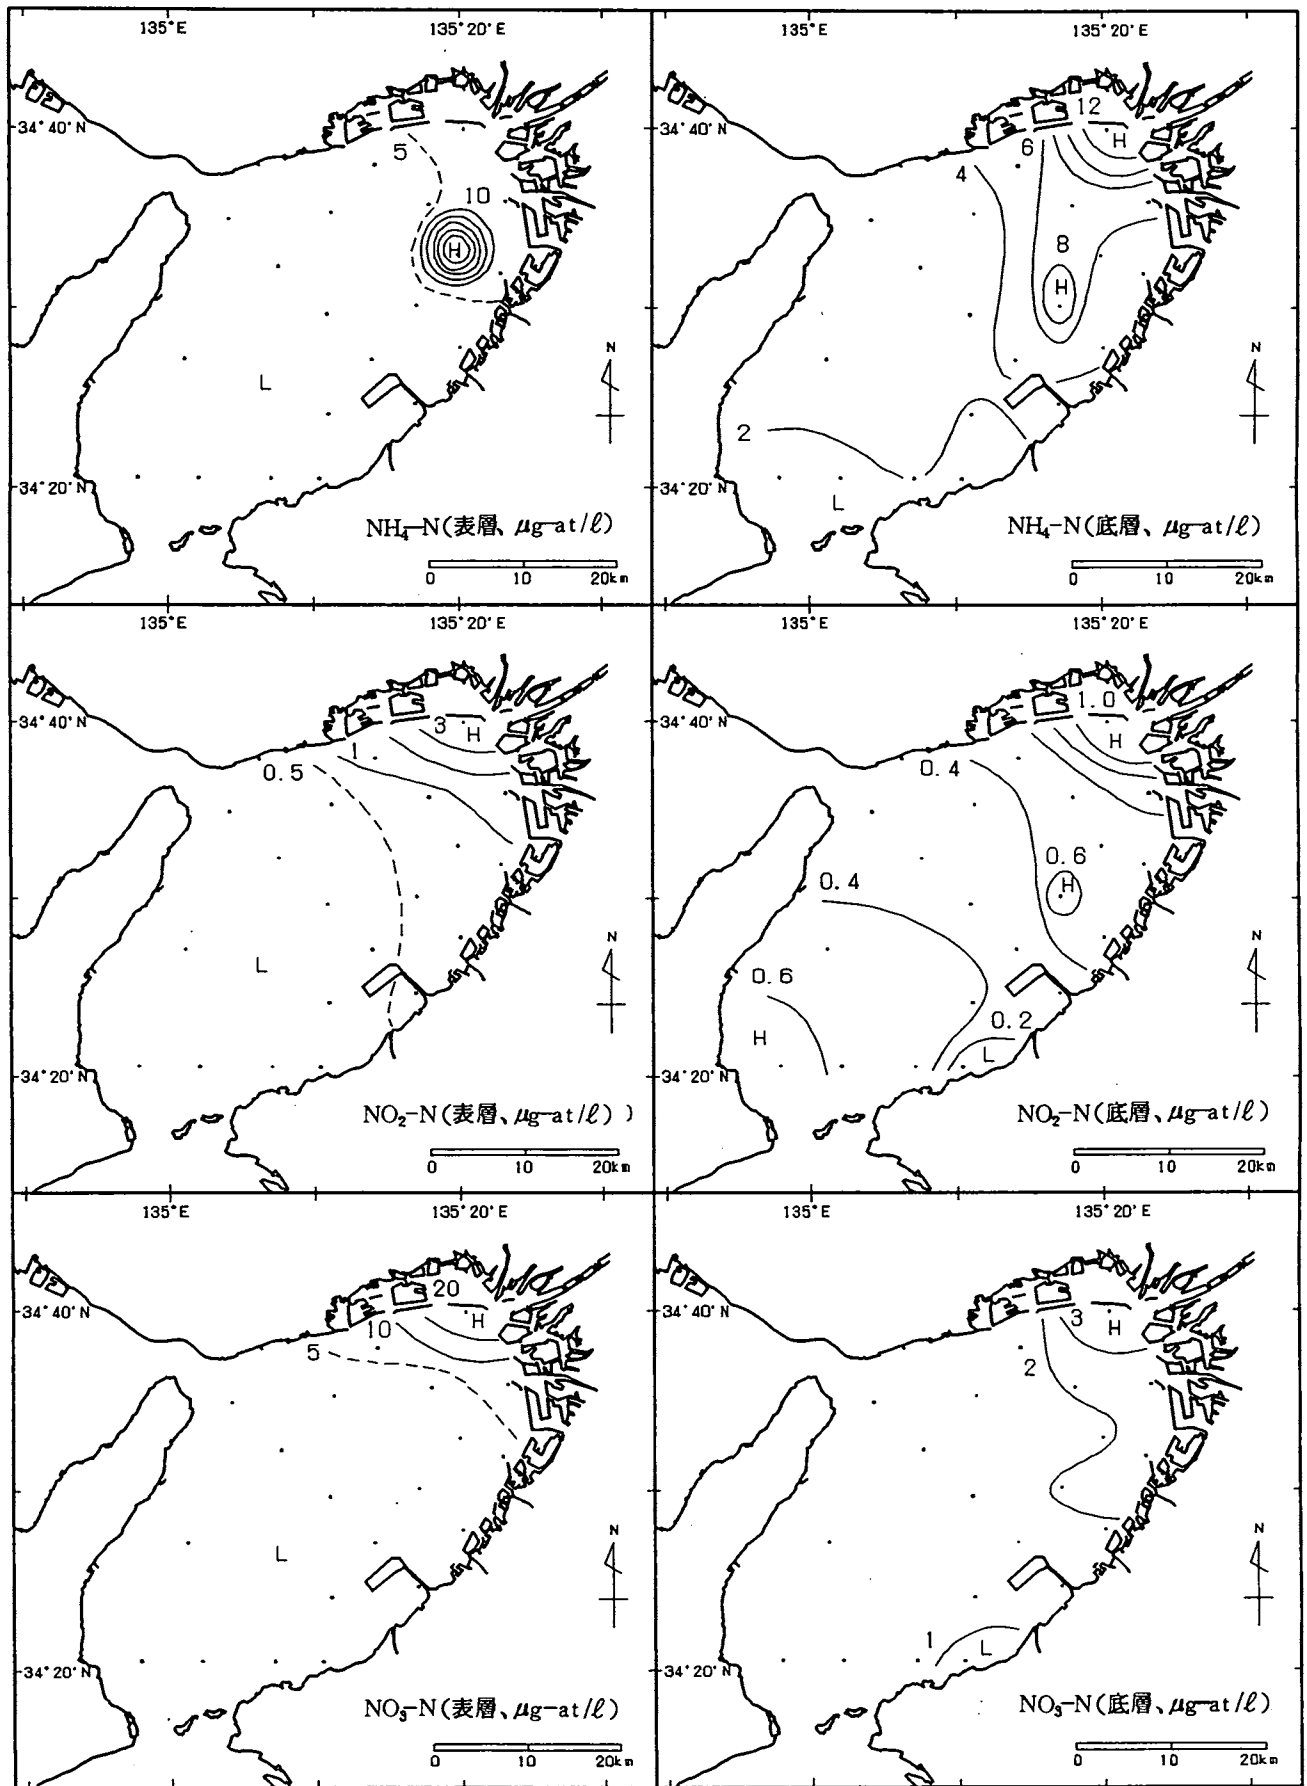 135°E 135°20'E
34°40'N
5
10
H
L
N
34°20'N
NH₄-N(表層、μg-at/ℓ)
0 10 20km
135°E 135°20'E
34°40'N
12
H
6
4
8
H
N
2
L
34°20'N
NH₄-N(底層、μg-at/ℓ)
0 10 20km
135°E 135°20'E
34°40'N
3
H
1
0.5
L
N
34°20'N
NO₂-N(表層、μg-at/ℓ))
0 10 20km
135°E 135°20'E
34°40'N
1.0
H
0.4
0.6
H
0.4
N
0.6
H
0.2
L
34°20'N
NO₂-N(底層、μg-at/ℓ)
0 10 20km
135°E 135°20'E
34°40'N
20
H
10
5
L
N
34°20'N
NO₃-N(表層、μg-at/ℓ)
0 10 20km
135°E 135°20'E
34°40'N
3
H
2
N
1
L
34°20'N
NO₃-N(底層、μg-at/ℓ)
0 10 20km